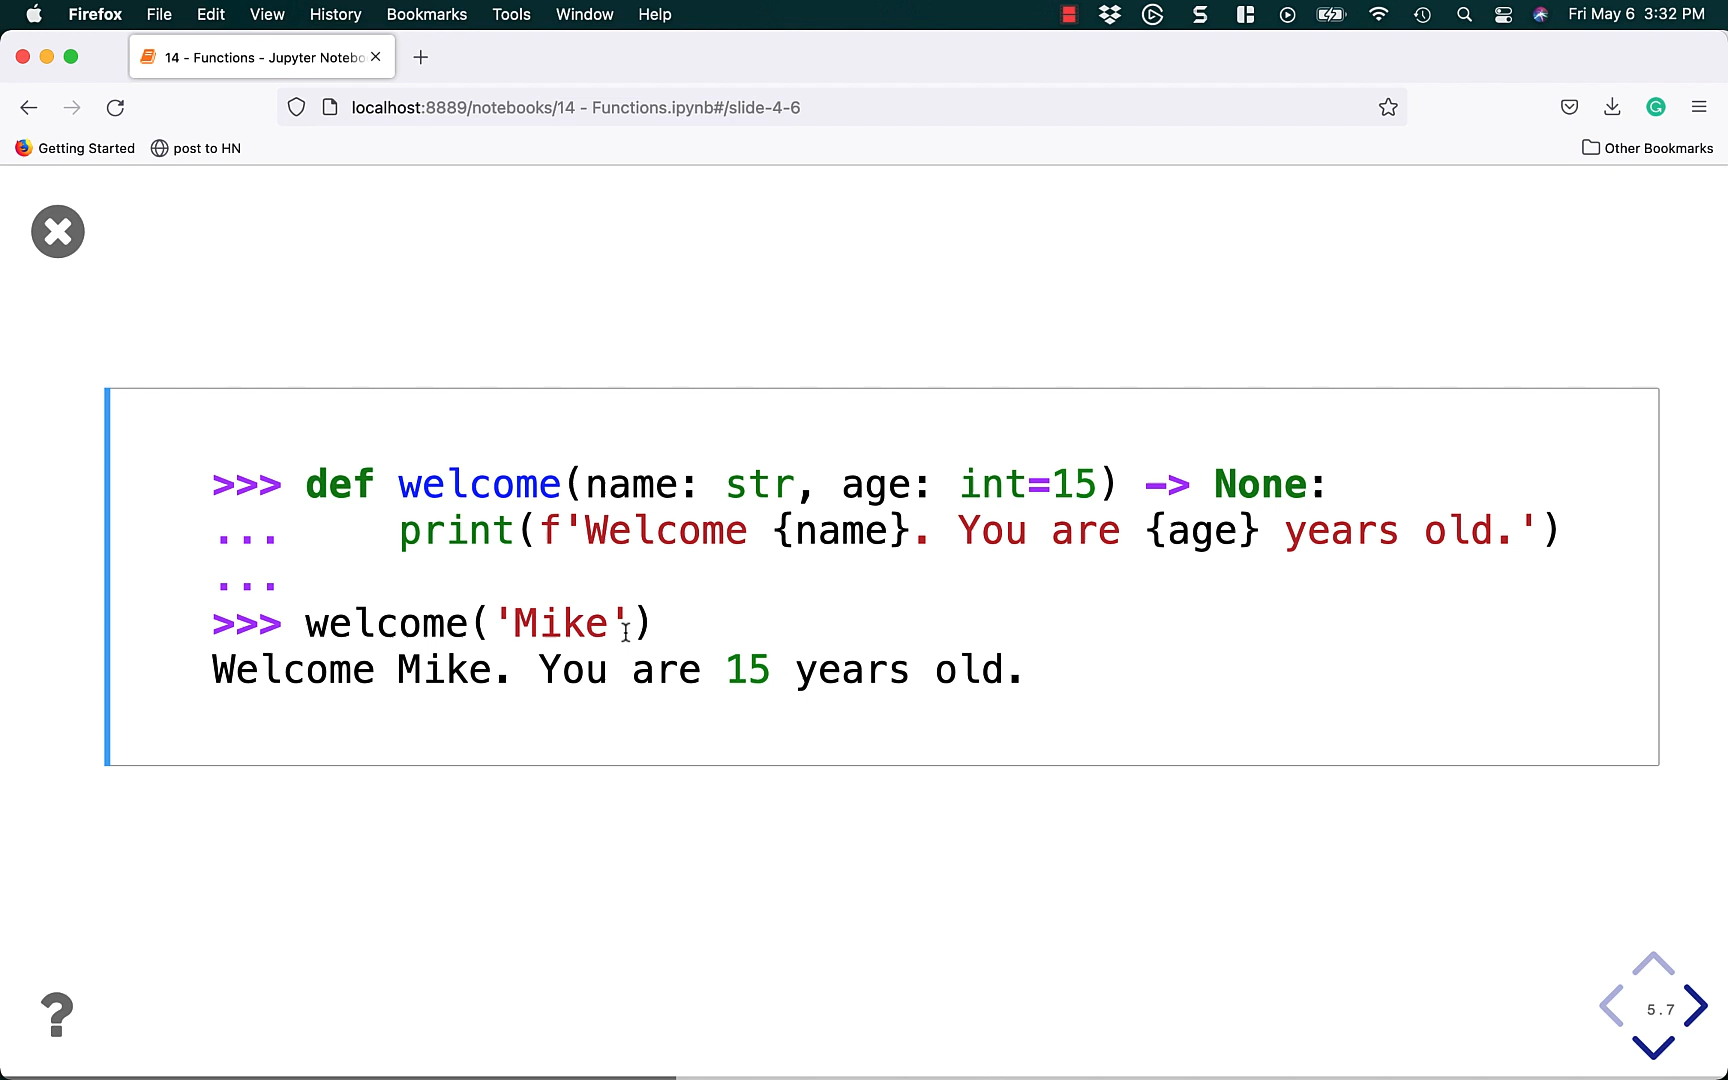 Firefox File Edit View History Bookmarks Tools Window Help Fri May 6 3:32 PM
14 - Functions - Jupyter Notebo
localhost:8889/notebooks/14 - Functions.ipynb#/slide-4-6
Getting Started post to HN Other Bookmarks
>>> def welcome(name: str, age: int=15) -> None:
... print(f'Welcome {name}. You are {age} years old.')
...
>>> welcome('Mike')
Welcome Mike. You are 15 years old.
?
5.7